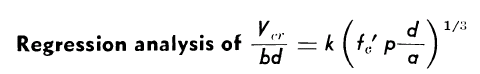 Regression analysis of V_cr / bd = k ( f_c' p d/a )^1/3